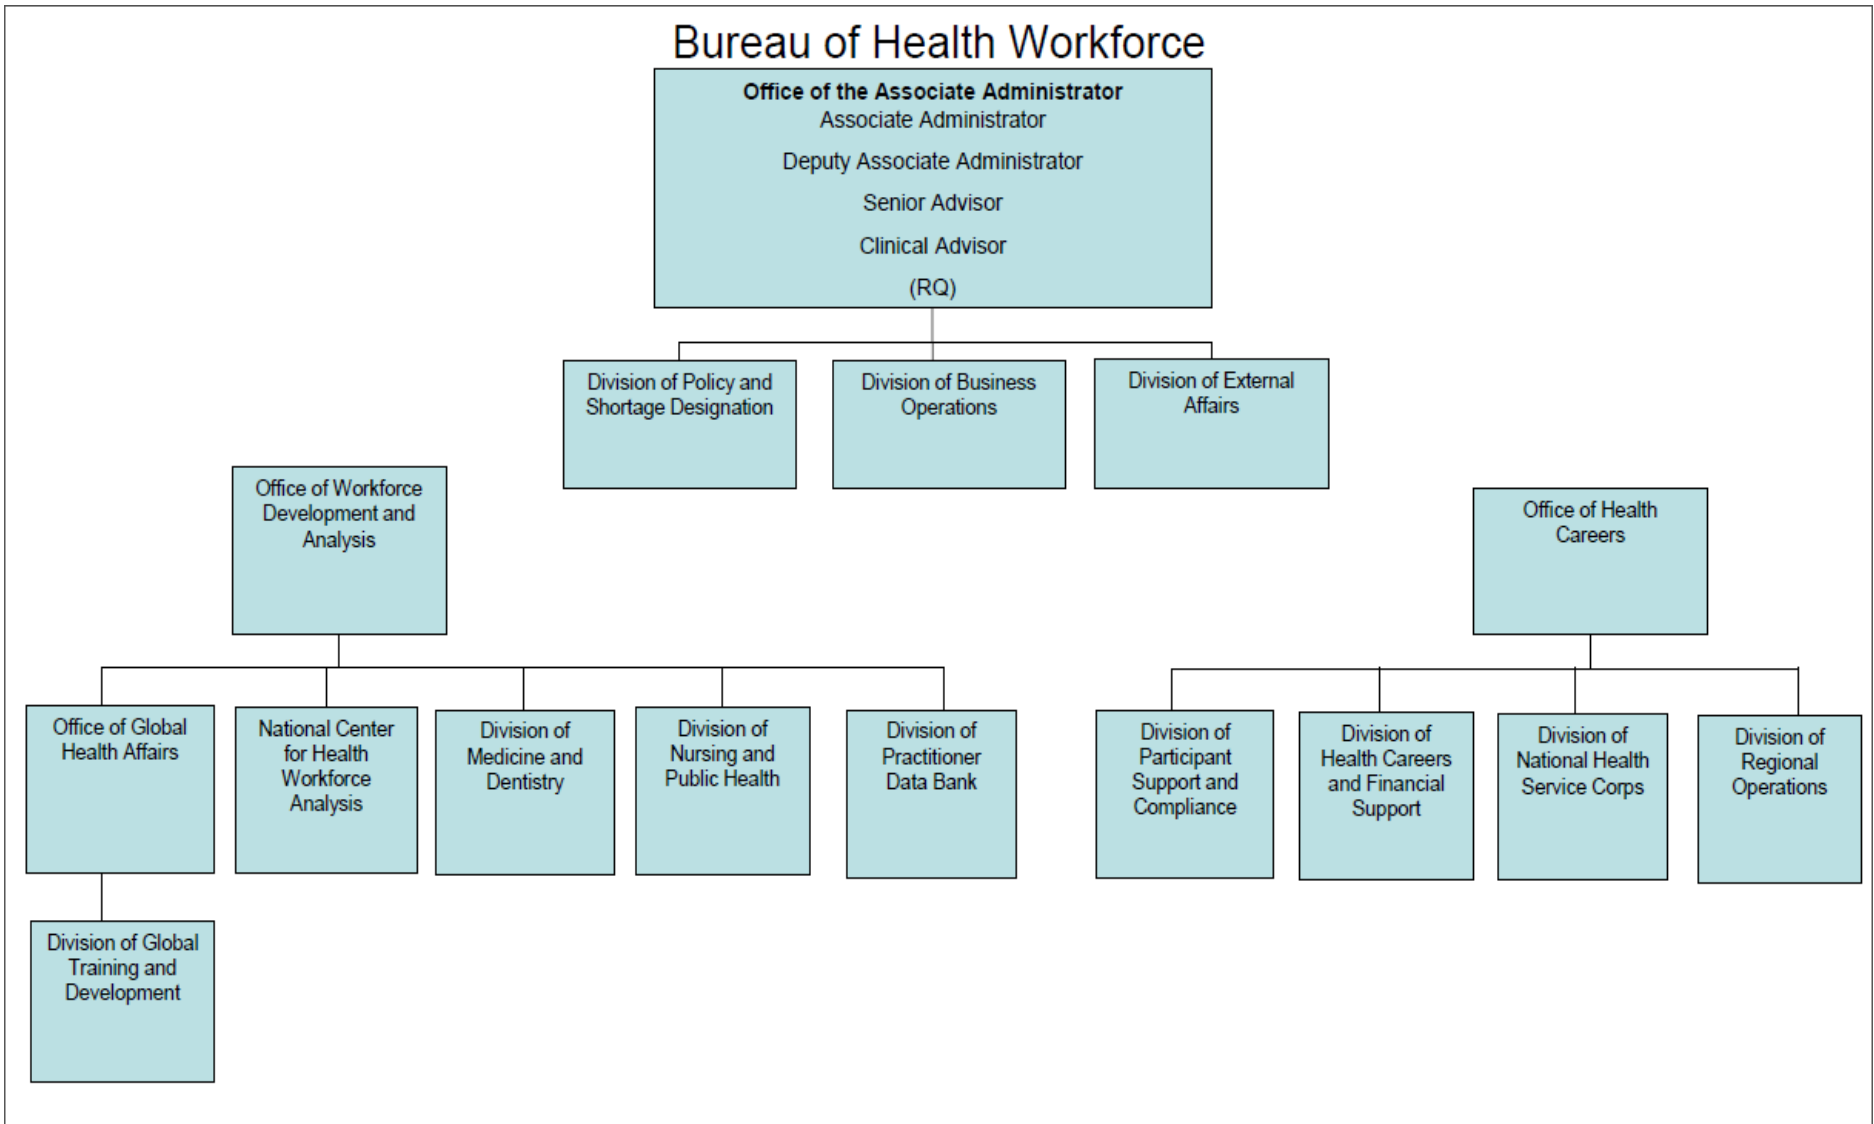 Bureau of Health Workforce
Office of the Associate Administrator
Associate Administrator
Deputy Associate Administrator
Senior Advisor
Clinical Advisor
(RQ)
Division of Policy and
Shortage Designation
Division of Business
Operations
Division of External
Affairs
Office of Workforce
Development and
Analysis
Office of Health
Careers
Office of Global
Health Affairs
National Center
for Health
Workforce
Analysis
Division of
Medicine and
Dentistry
Division of
Nursing and
Public Health
Division of
Practitioner
Data Bank
Division of
Participant
Support and
Compliance
Division of
Health Careers
and Financial
Support
Division of
National Health
Service Corps
Division of
Regional
Operations
Division of Global
Training and
Development